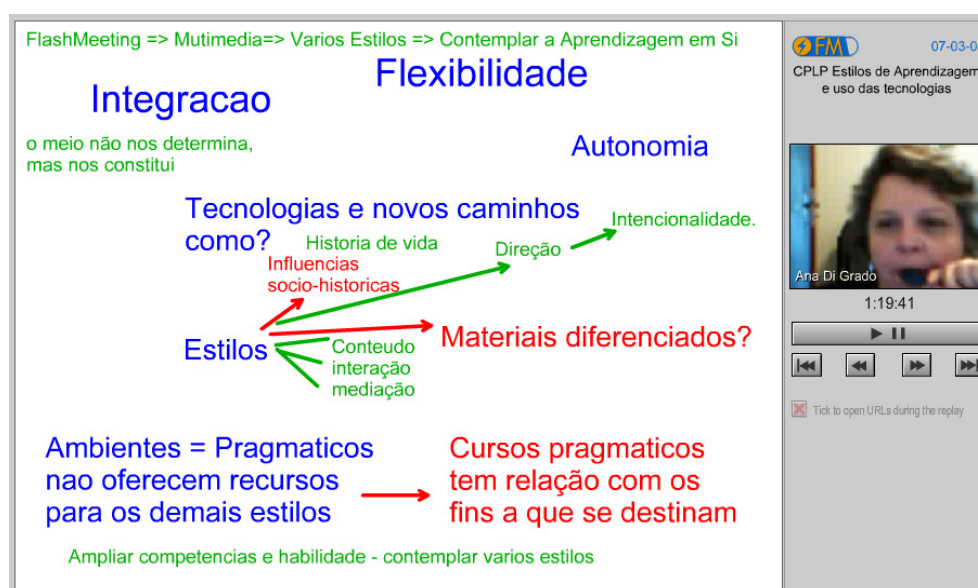 FlashMeeting => Mutimedia=> Varios Estilos => Contemplar a Aprendizagem em Si
Integracao
Flexibilidade
o meio não nos determina,
mas nos constitui
Autonomia
Tecnologias e novos caminhos
como?
Historia de vida
Influencias
socio-historicas
Direção
Intencionalidade.
Estilos
Conteudo
interação
mediação
Materiais diferenciados?
Ambientes = Pragmaticos
nao oferecem recursos
para os demais estilos
Cursos pragmaticos
tem relação com os
fins a que se destinam
Ampliar competencias e habilidade - contemplar varios estilos
FM
07-03-0
CPLP Estilos de Aprendizagem
e uso das tecnologias
Ana Di Grado
1:19:41
Tick to open URLs during the replay